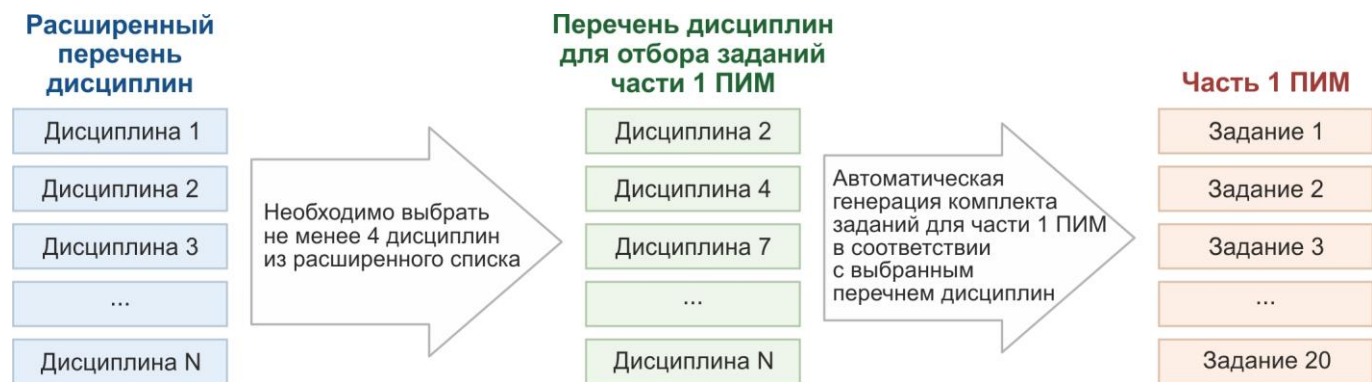 Расширенный
перечень
дисциплин
Дисциплина 1
Дисциплина 2
Дисциплина 3
...
Дисциплина N
Необходимо выбрать
не менее 4 дисциплин
из расширенного списка
Перечень дисциплин
для отбора заданий
части 1 ПИМ
Дисциплина 2
Дисциплина 4
Дисциплина 7
...
Дисциплина N
Автоматическая
генерация комплекта
заданий для части 1 ПИМ
в соответствии
с выбранным
перечнем дисциплин
Часть 1 ПИМ
Задание 1
Задание 2
Задание 3
...
Задание 20